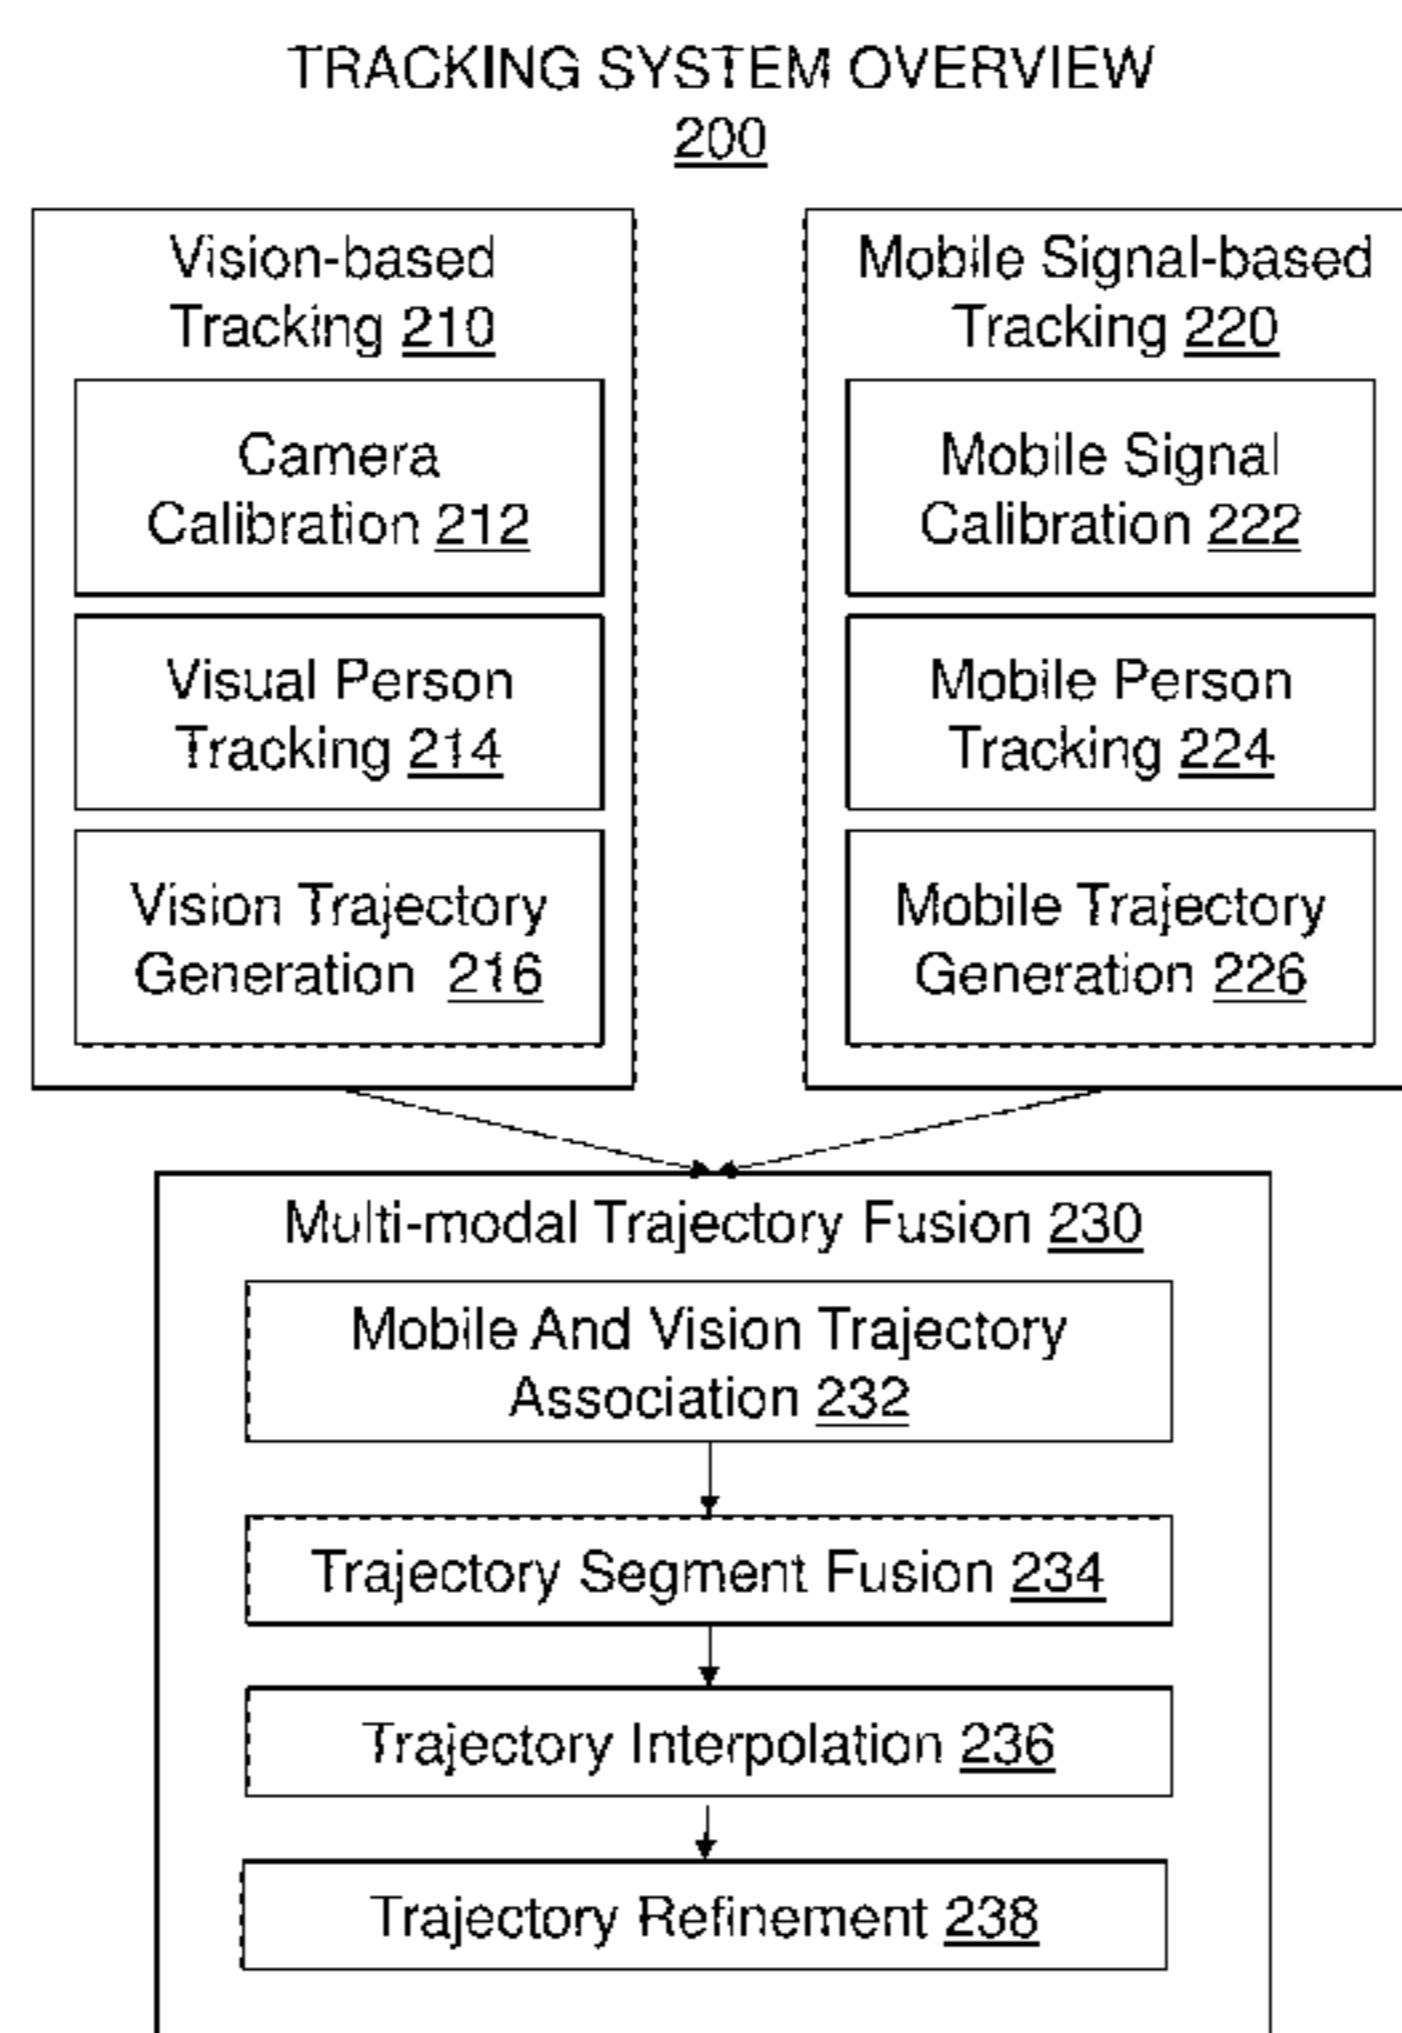 TRACKING SYSTEM OVERVIEW
200
Vision-based
Tracking 210
Camera
Calibration 212
Visual Person
Tracking 214
Vision Trajectory
Generation 216
Mobile Signal-based
Tracking 220
Mobile Signal
Calibration 222
Mobile Person
Tracking 224
Mobile Trajectory
Generation 226
Multi-modal Trajectory Fusion 230
Mobile And Vision Trajectory
Association 232
Trajectory Segment Fusion 234
Trajectory Interpolation 236
Trajectory Refinement 238